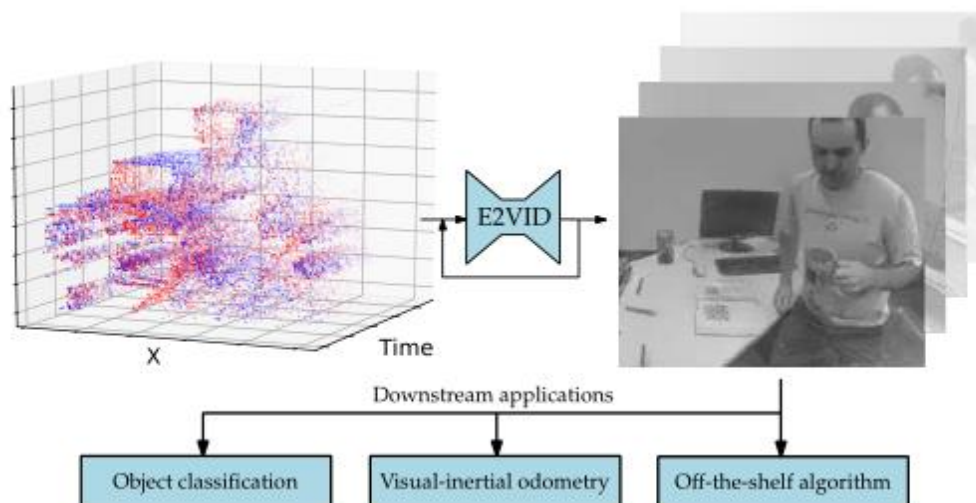 E2VID
X
Time
Downstream applications
Object classification
Visual-inertial odometry
Off-the-shelf algorithm